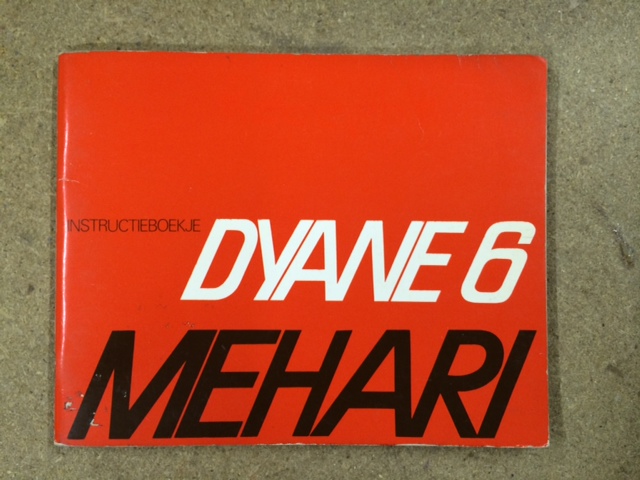 INSTRUCTIEBOEKJE DYANE 6
MEHARI